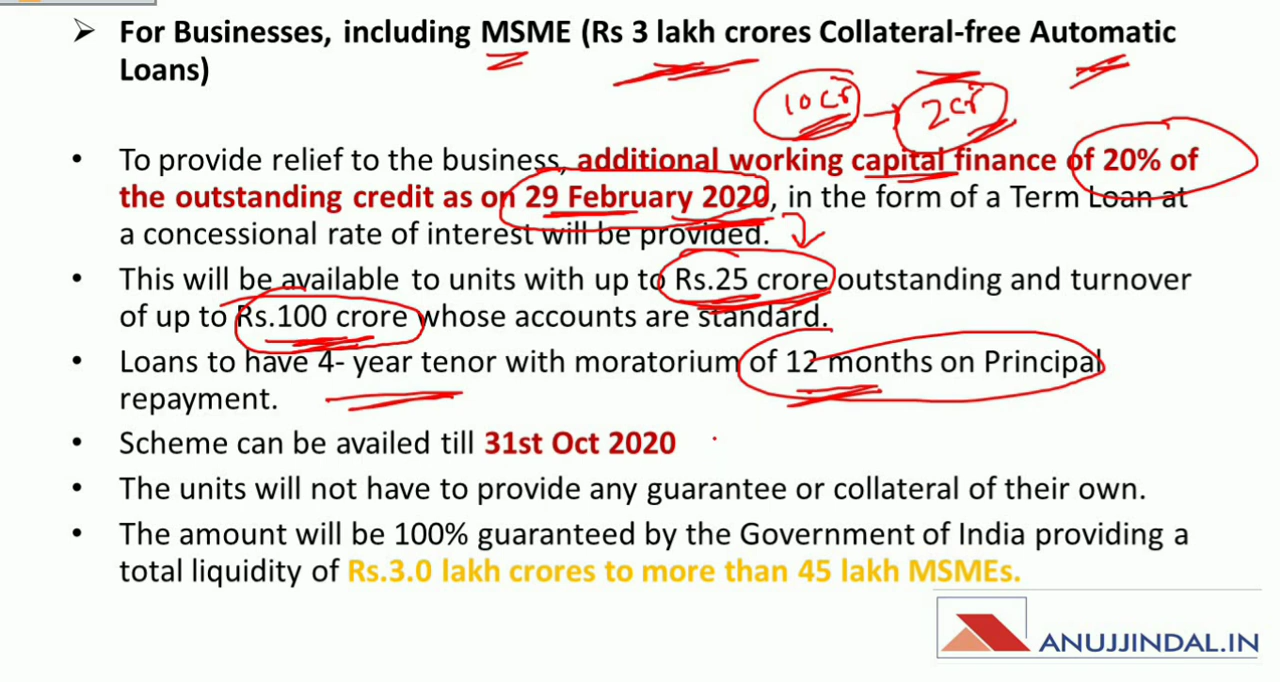 ➢ For Businesses, including MSME (Rs 3 lakh crores Collateral-free Automatic
Loans)
10 Cr → 2 Cr
• To provide relief to the business, additional working capital finance of 20% of
the outstanding credit as on 29 February 2020, in the form of a Term Loan at
a concessional rate of interest will be provided.
• This will be available to units with up to Rs.25 crore outstanding and turnover
of up to Rs.100 crore whose accounts are standard.
• Loans to have 4- year tenor with moratorium of 12 months on Principal
repayment.
• Scheme can be availed till 31st Oct 2020
• The units will not have to provide any guarantee or collateral of their own.
• The amount will be 100% guaranteed by the Government of India providing a
total liquidity of Rs.3.0 lakh crores to more than 45 lakh MSMEs.
ANUJJINDAL.IN